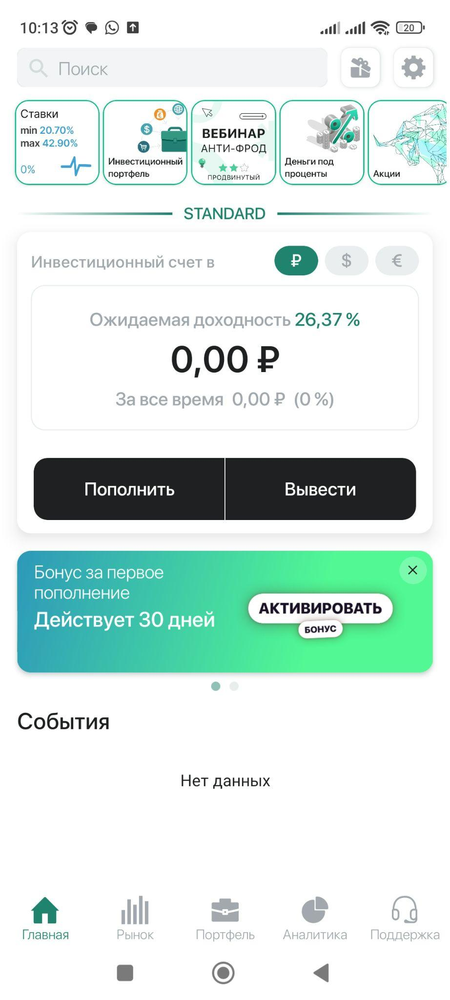 10:13
20
Поиск
Ставки
min 20.70%
max 42.90%
0%
Инвестиционный
портфель
ВЕБИНАР
АНТИ-ФРОД
ПРОДВИНУТЫЙ
Деньги под
проценты
Акции
STANDARD
Инвестиционный счет в
₽
$
€
Ожидаемая доходность 26,37 %
0,00 ₽
За все время 0,00 ₽ (0 %)
Пополнить
Вывести
Бонус за первое
пополнение
Действует 30 дней
АКТИВИРОВАТЬ
БОНУС
События
Нет данных
Главная
Рынок
Портфель
Аналитика
Поддержка